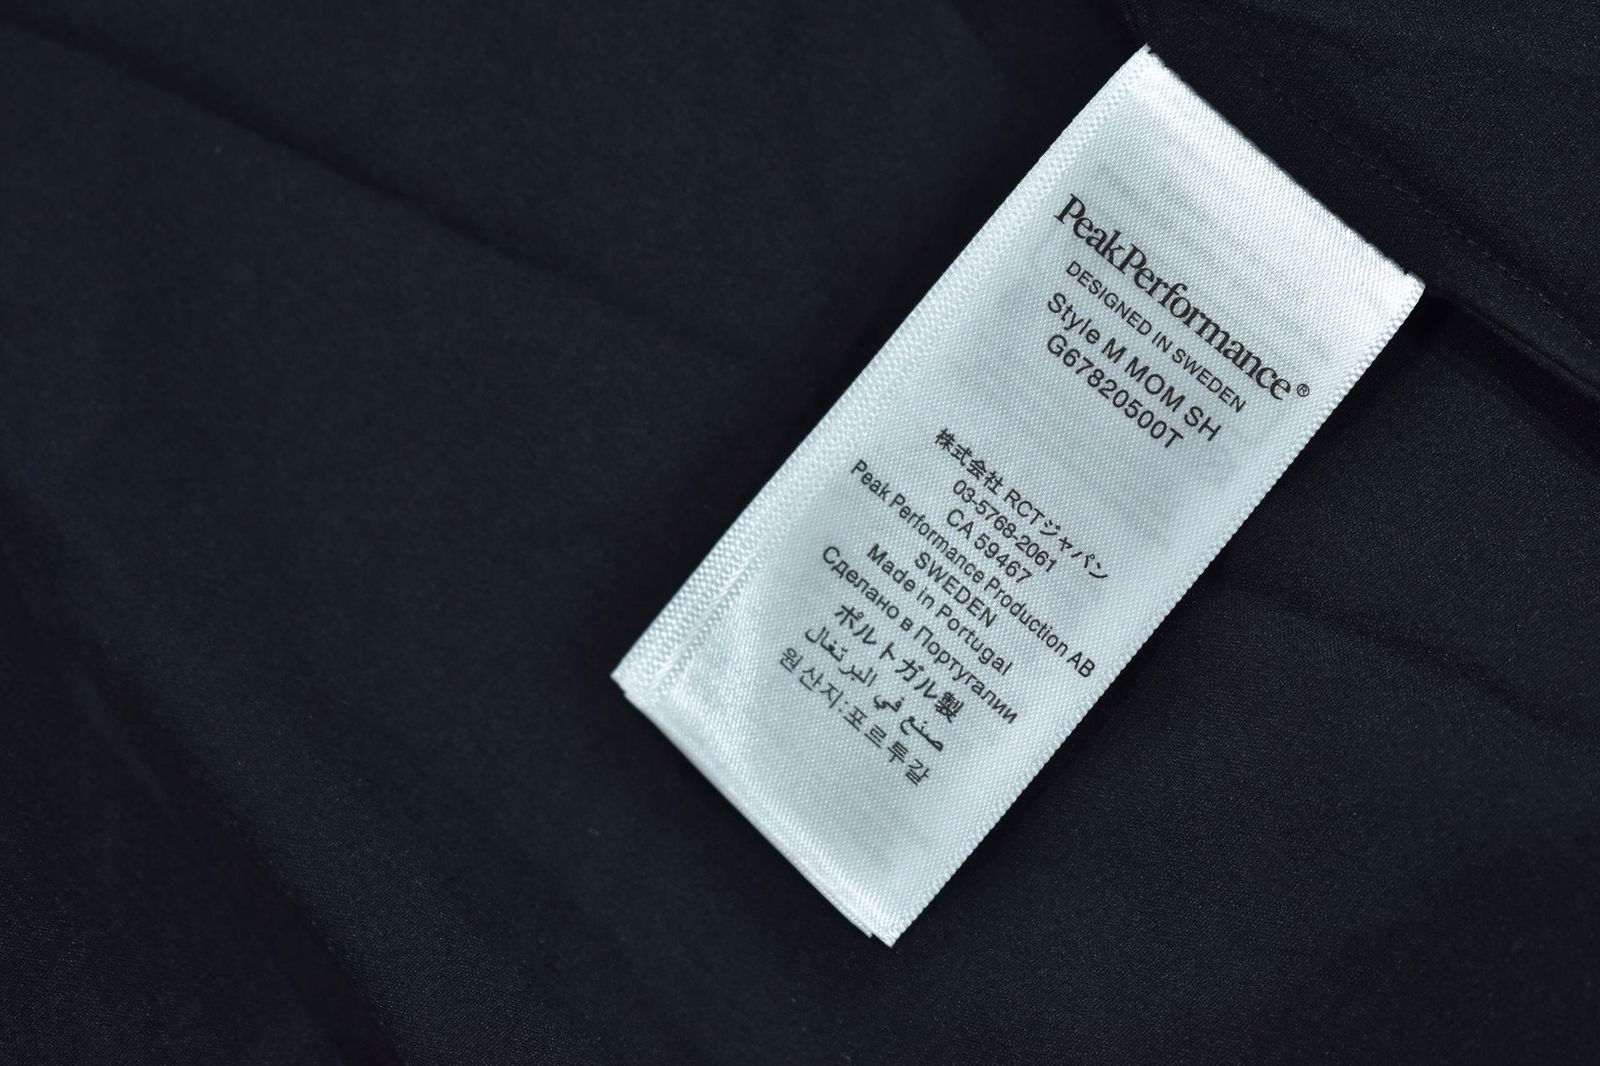 PeakPerformance®
DESIGNED IN SWEDEN
Style M MOM SH
G67820500T
株式会社 RCTジャパン
03-5768-2061
CA 59467
Peak Performance Production AB
SWEDEN
Made in Portugal
Сделано в Португалии
ポルトガル製
صنع في البرتغال
원산지:포르투갈